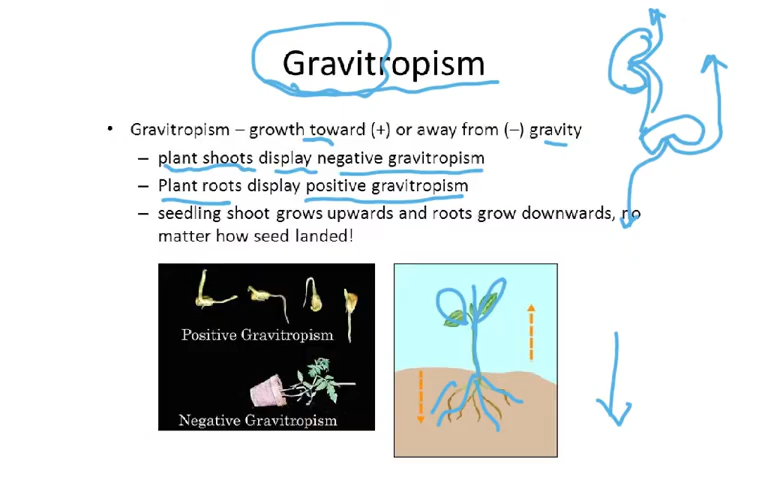 Gravitropism
• Gravitropism – growth toward (+) or away from (–) gravity
– plant shoots display negative gravitropism
– Plant roots display positive gravitropism
– seedling shoot grows upwards and roots grow downwards, no
matter how seed landed!
Positive Gravitropism
Negative Gravitropism